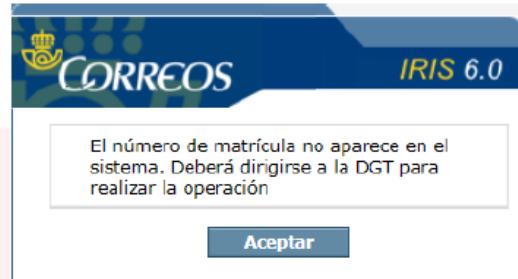 CORREOS
IRIS 6.0
El número de matrícula no aparece en el
sistema. Deberá dirigirse a la DGT para
realizar la operación
Aceptar